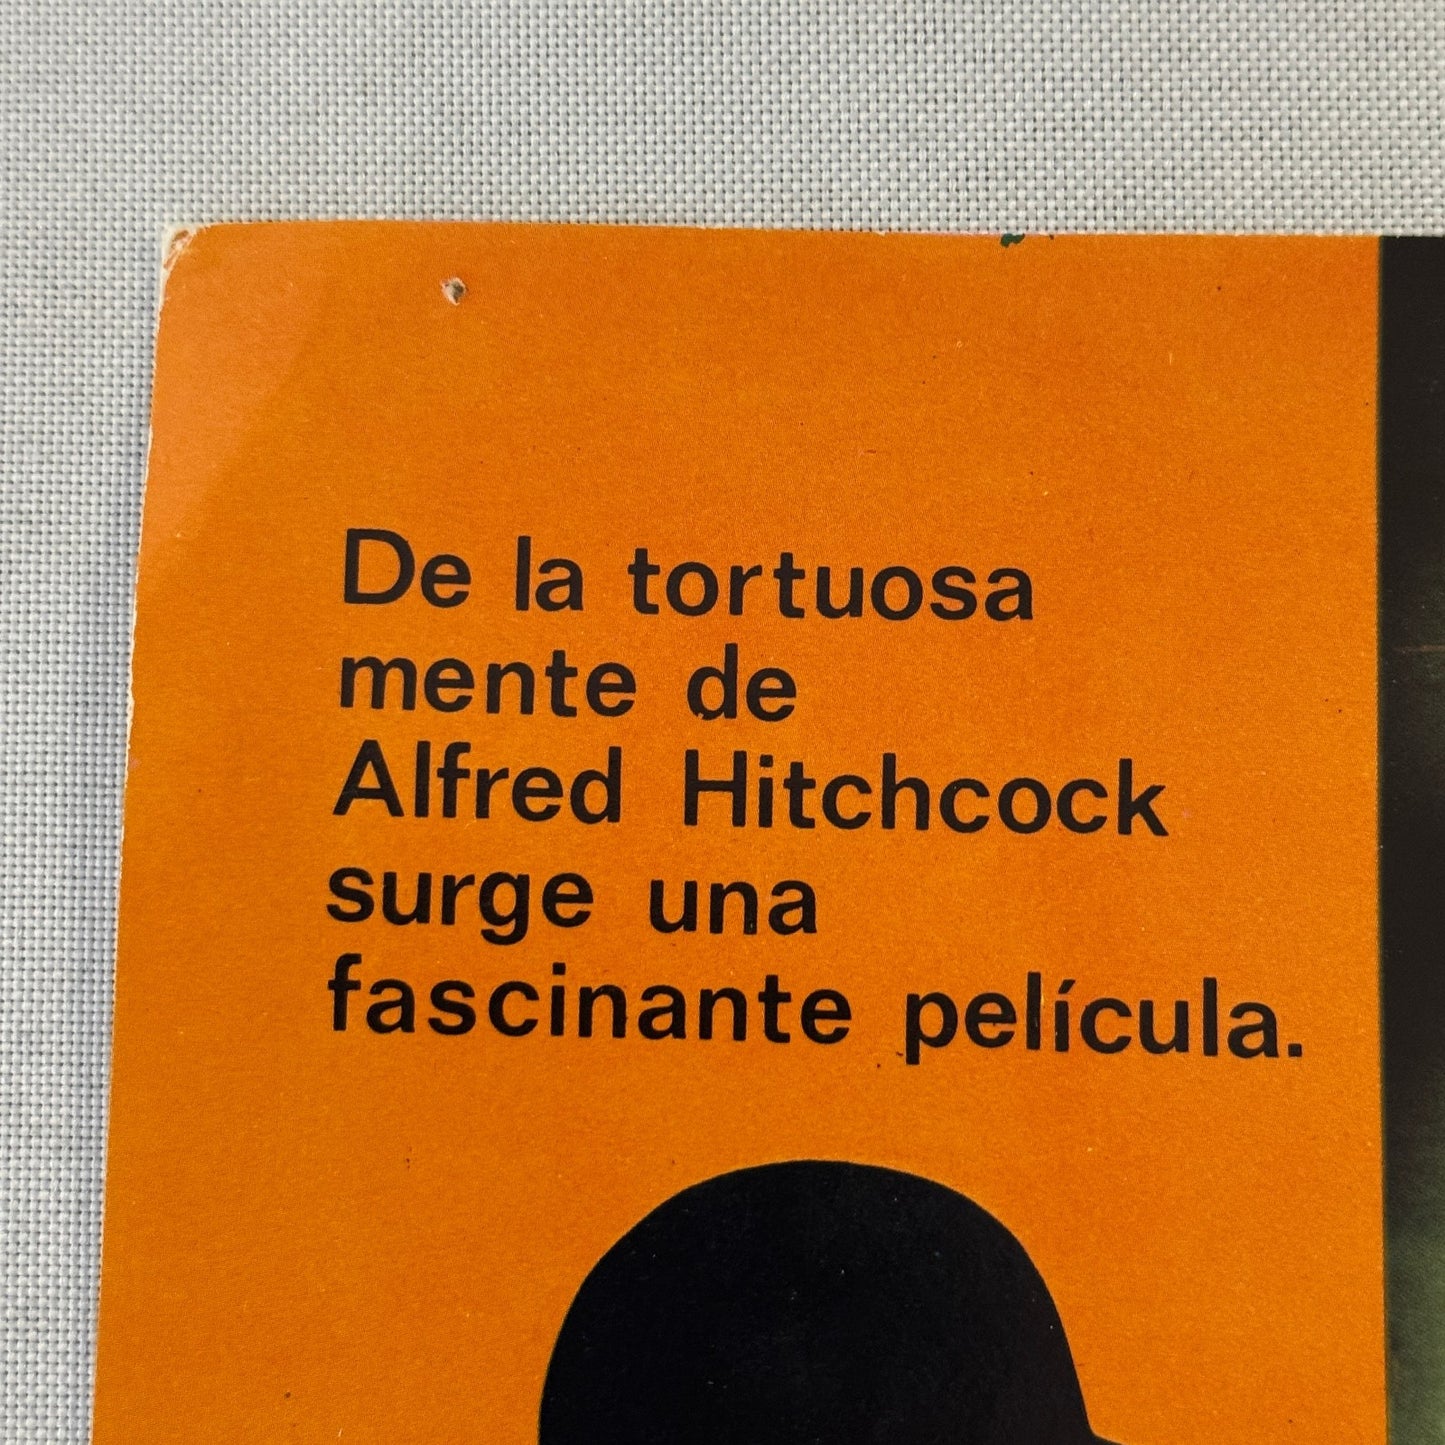 De la tortuosa
mente de
Alfred Hitchcock
surge una
fascinante película.